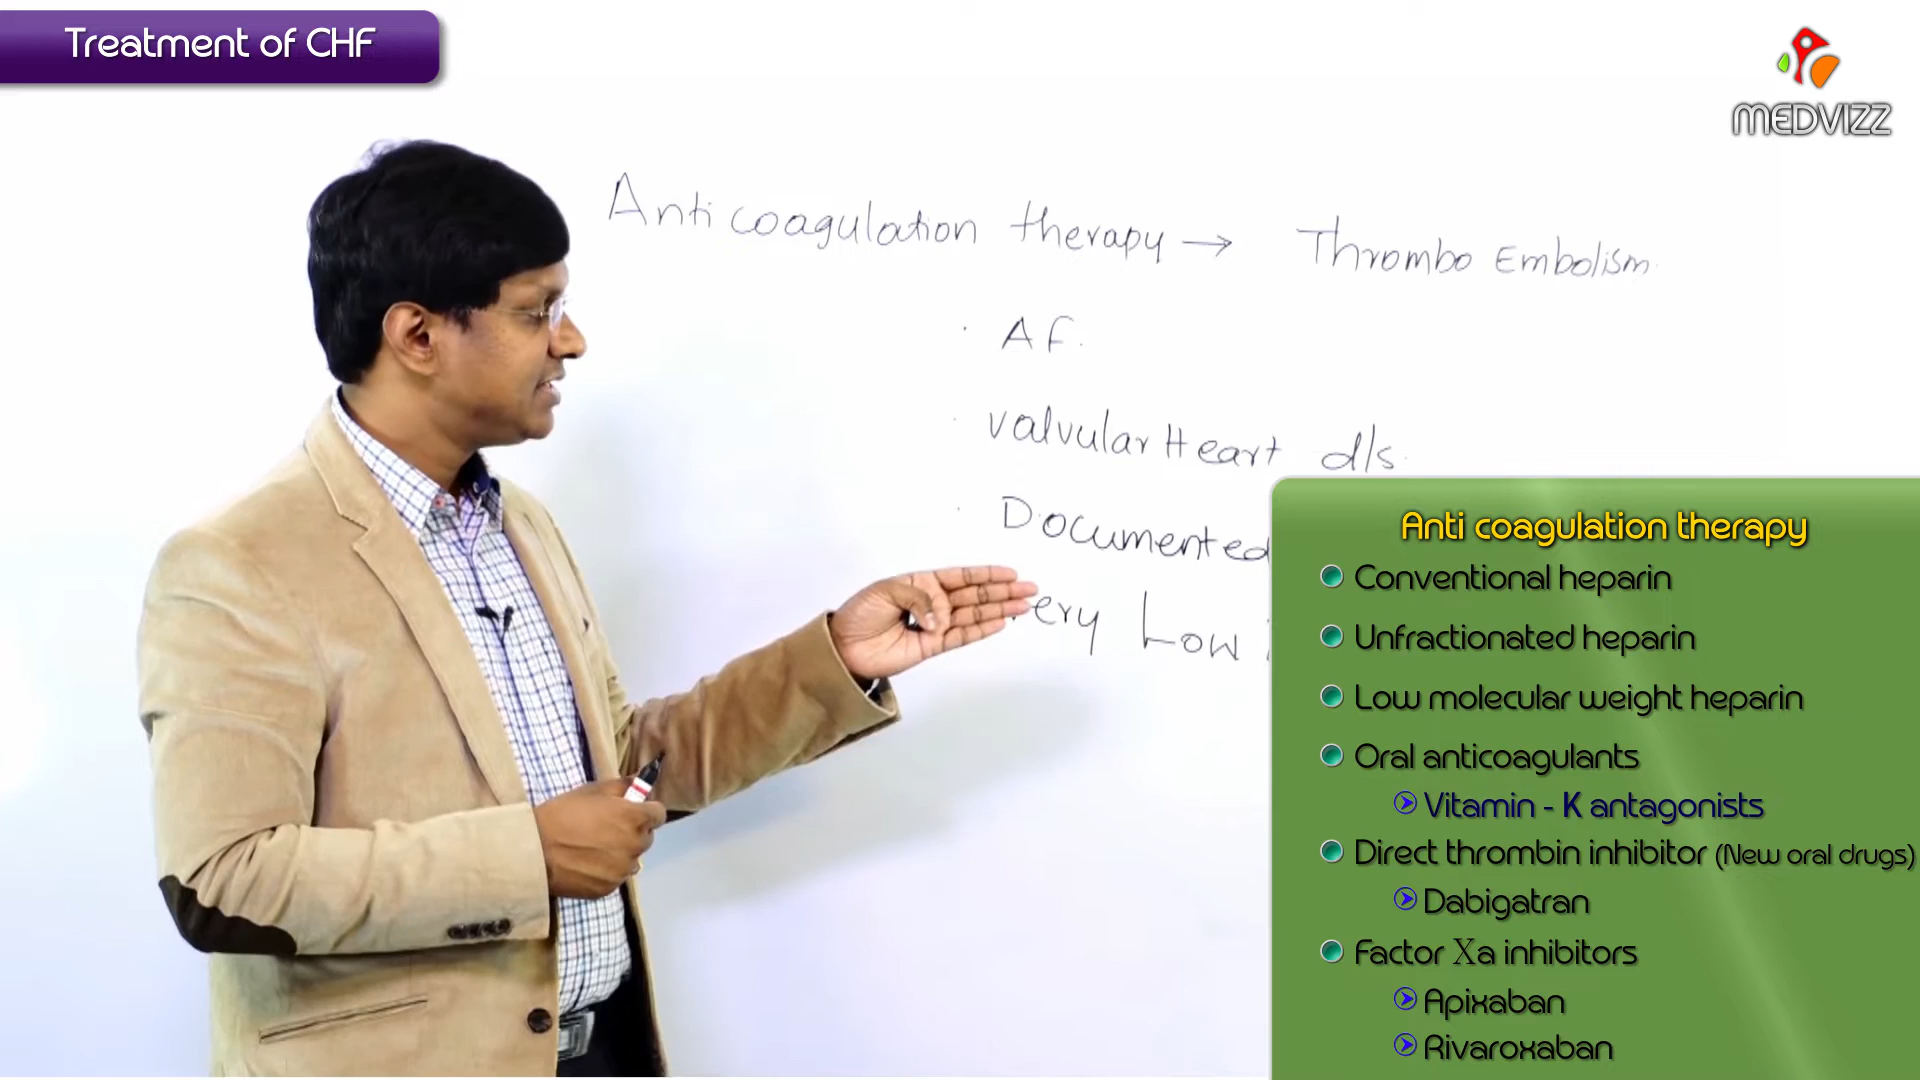 Treatment of CHF
MEDVIZZ
Anti coagulation therapy → Thrombo Embolism.
· AF.
· Valvular Heart d/s.
· Documented
ery Low
Anti coagulation therapy
Conventional heparin
Unfractionated heparin
Low molecular weight heparin
Oral anticoagulants
Vitamin - K antagonists
Direct thrombin inhibitor (New oral drugs)
Dabigatran
Factor Xa inhibitors
Apixaban
Rivaroxaban